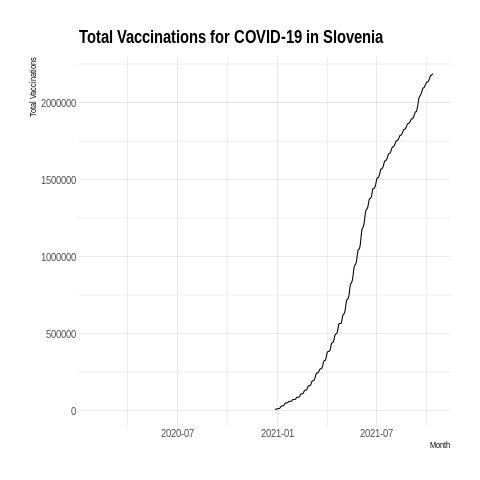 Total Vaccinations for COVID-19 in Slovenia
Total Vaccinations
2000000
1500000
1000000
500000
0
2020-07 2021-01 2021-07
Month